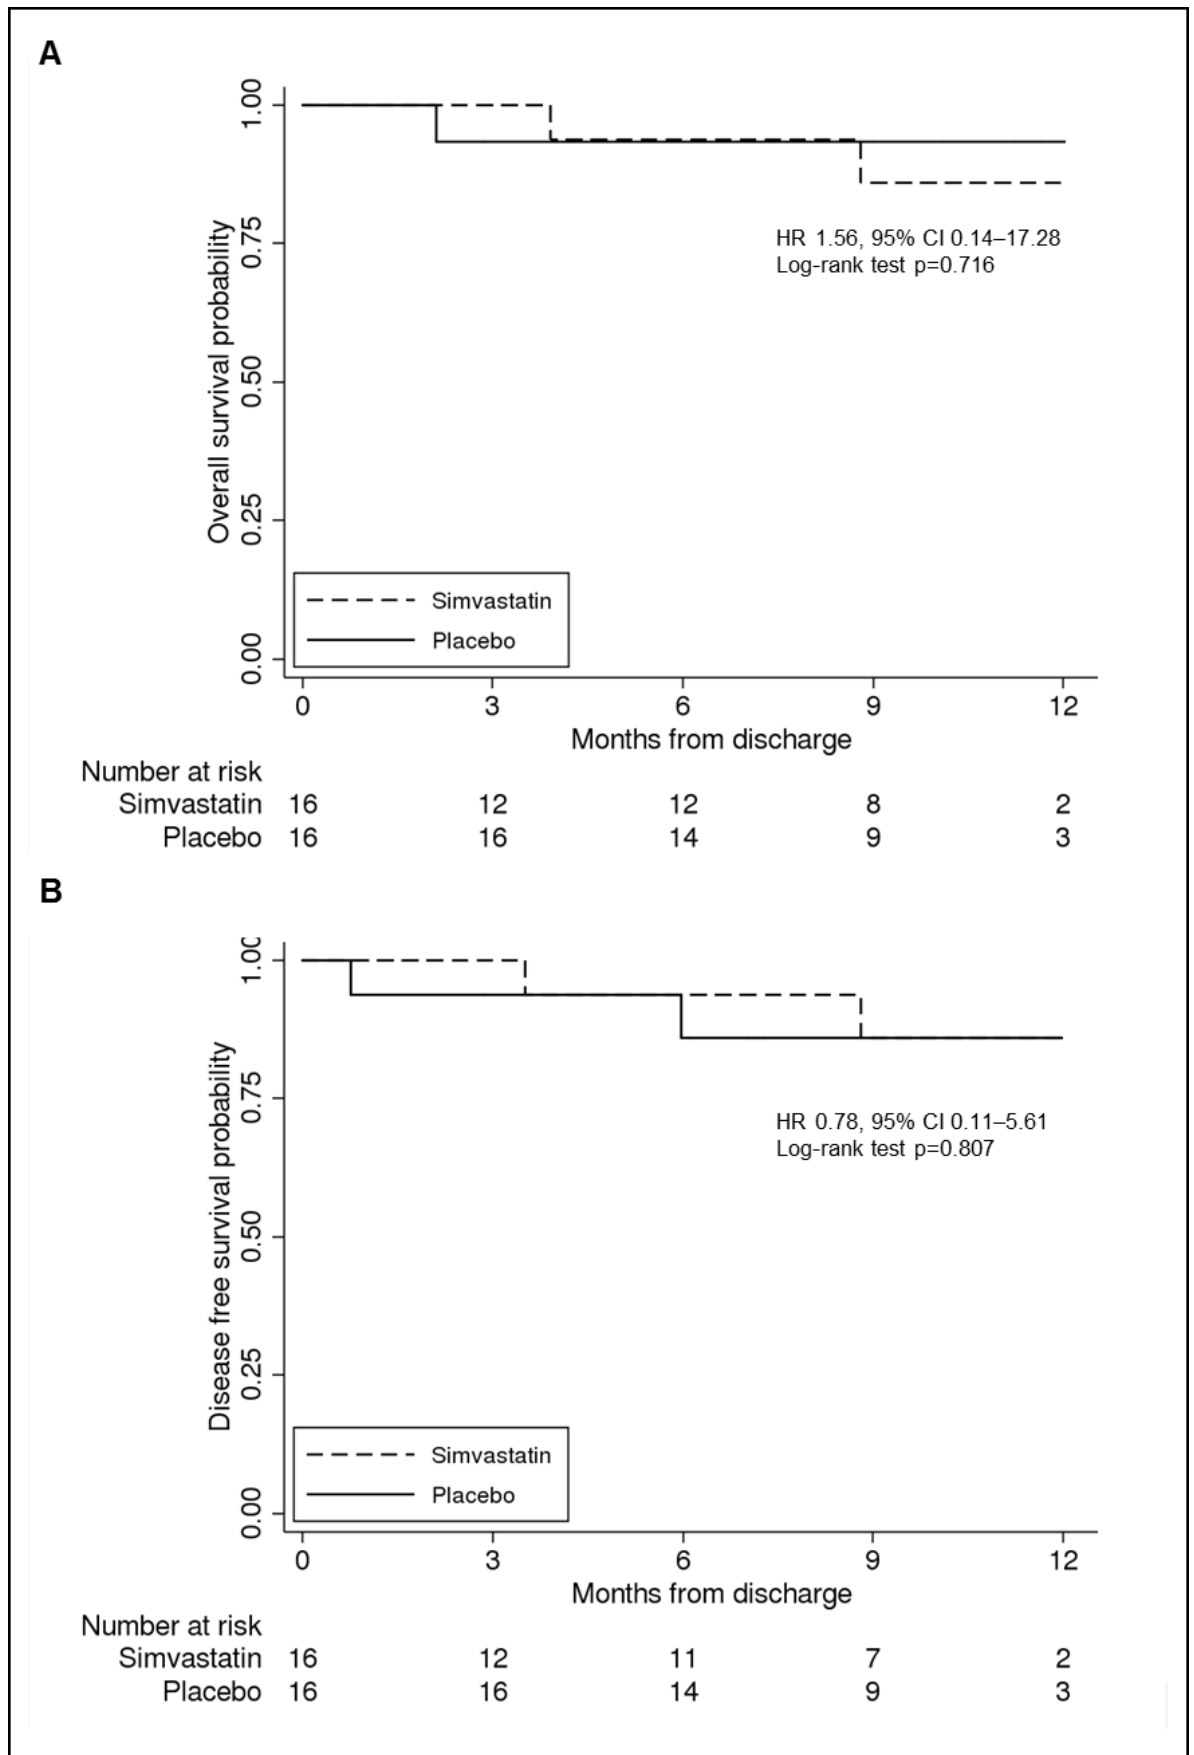 A
1.00
0.75
0.50
0.25
0.00
Overall survival probability
HR 1.56, 95% CI 0.14–17.28
Log-rank test p=0.716
Simvastatin
Placebo
0 3 6 9 12
Months from discharge
Number at risk
Simvastatin 16 12 12 8 2
Placebo 16 16 14 9 3
B
1.00
0.75
0.50
0.25
0.00
Disease free survival probability
HR 0.78, 95% CI 0.11–5.61
Log-rank test p=0.807
Simvastatin
Placebo
0 3 6 9 12
Months from discharge
Number at risk
Simvastatin 16 12 11 7 2
Placebo 16 16 14 9 3